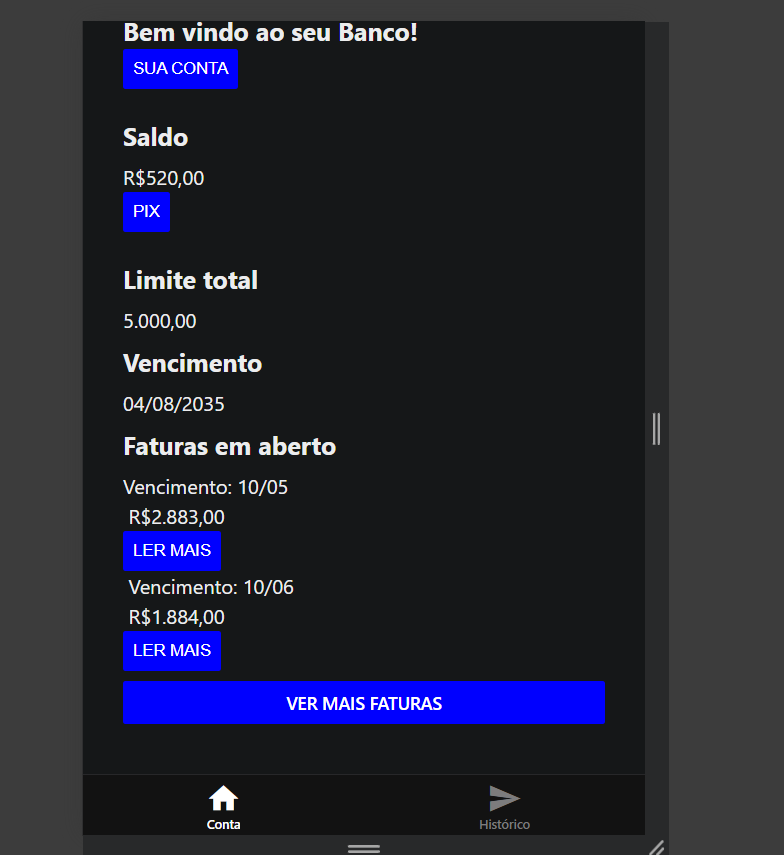 Bem vindo ao seu Banco!
SUA CONTA
Saldo
R$520,00
PIX
Limite total
5.000,00
Vencimento
04/08/2035
Faturas em aberto
Vencimento: 10/05
R$2.883,00
LER MAIS
Vencimento: 10/06
R$1.884,00
LER MAIS
VER MAIS FATURAS
Conta
Histórico